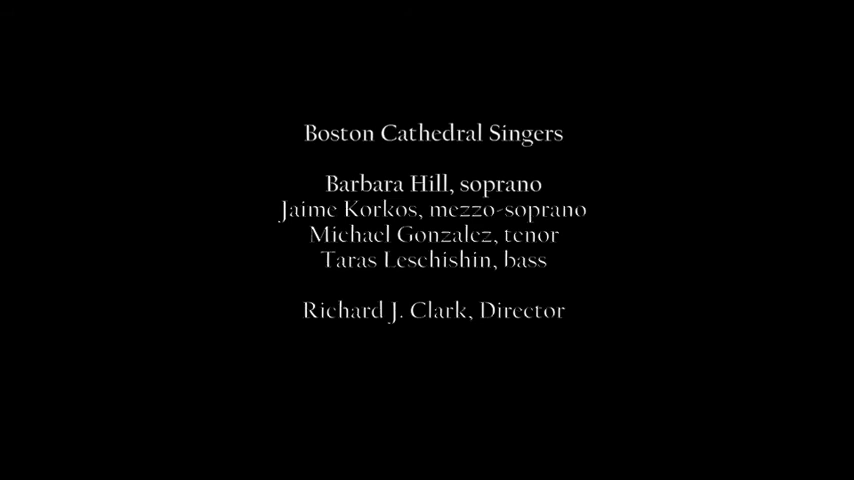 Boston Cathedral Singers
Barbara Hill, soprano
Jaime Korkos, mezzo-soprano
Michael Gonzalez, tenor
Taras Leschishin, bass
Richard J. Clark, Director